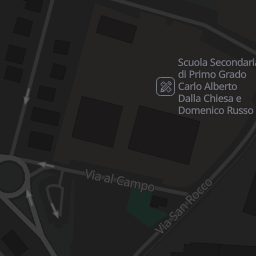 Scuola Secondaria
di Primo Grado
Carlo Alberto
Dalla Chiesa e
Domenico Russo
Via al Campo
Via San Rocco